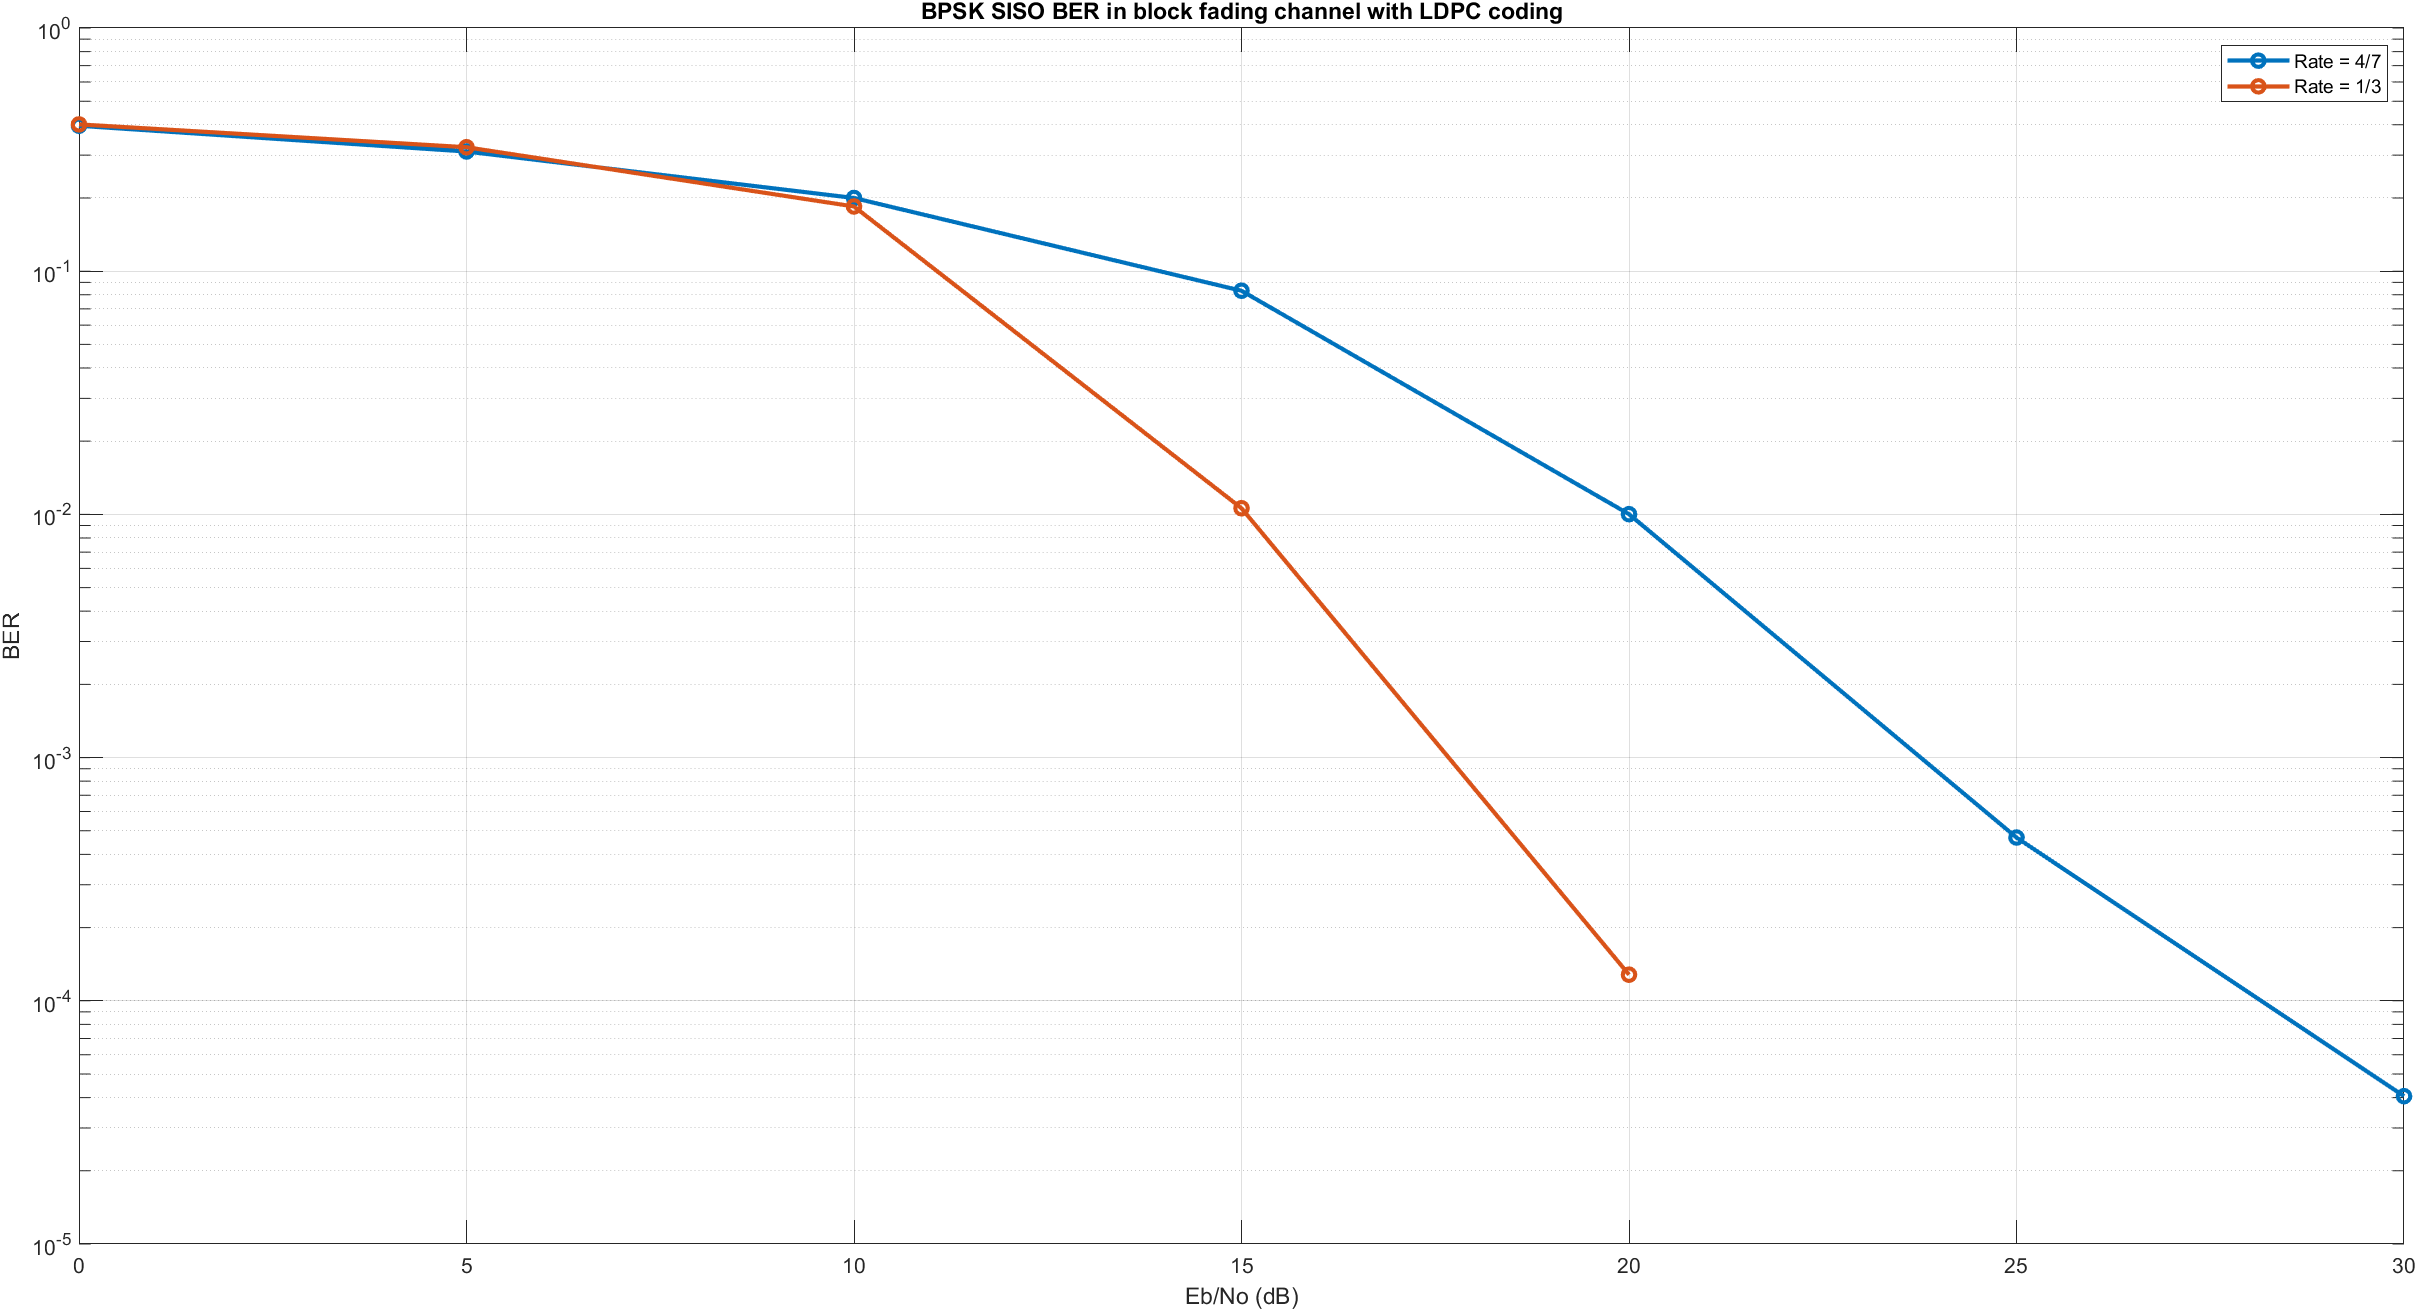 BPSK SISO BER in block fading channel with LDPC coding
Rate = 4/7
Rate = 1/3
10^0
10^-1
10^-2
10^-3
10^-4
10^-5
BER
0 5 10 15 20 25 30
Eb/No (dB)